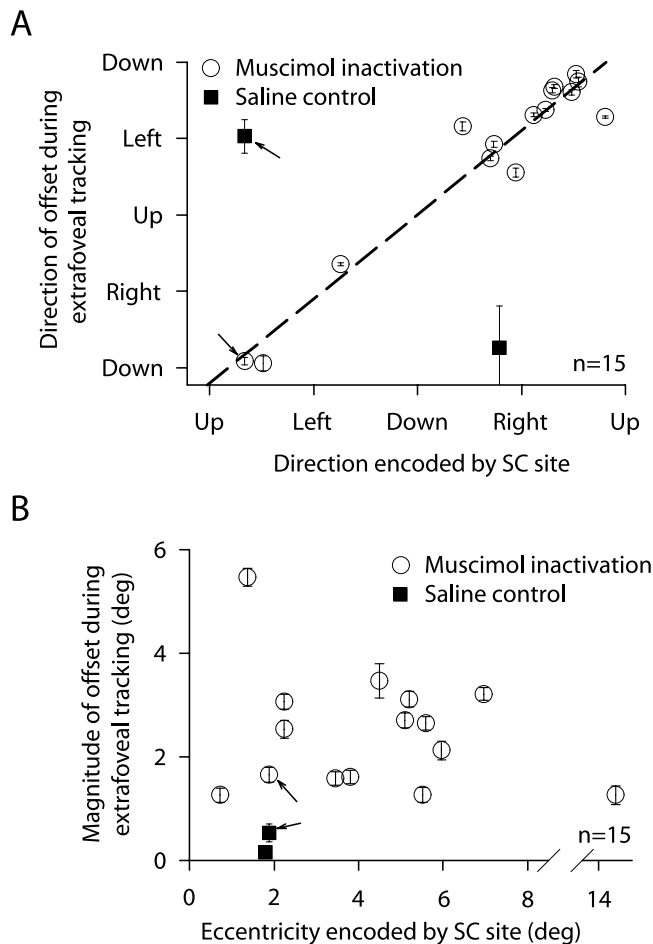 A
Direction of offset during
extrafoveal tracking
Down
Left
Up
Right
Down
Muscimol inactivation
Saline control
n=15
Up
Left
Down
Right
Up
Direction encoded by SC site
B
Magnitude of offset during
extrafoveal tracking (deg)
6
4
2
0
Muscimol inactivation
Saline control
n=15
0
2
4
6
8
14
Eccentricity encoded by SC site (deg)